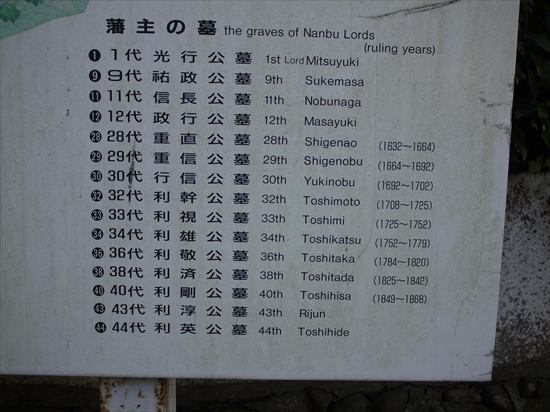 藩主の墓 the graves of Nanbu Lords
(ruling years)
❶ 1代 光行公墓 1st Lord Mitsuyuki
❾ 9代 祐政公墓 9th Sukemasa
⓫ 11代 信長公墓 11th Nobunaga
⓬ 12代 政行公墓 12th Masayuki
28 28代 重直公墓 28th Shigenao (1632～1664)
29 29代 重信公墓 29th Shigenobu (1664～1692)
30 30代 行信公墓 30th Yukinobu (1692～1702)
32 32代 利幹公墓 32th Toshimoto (1708～1725)
33 33代 利視公墓 33th Toshimi (1725～1752)
34 34代 利雄公墓 34th Toshikatsu (1752～1779)
36 36代 利敬公墓 36th Toshitaka (1784～1820)
38 38代 利済公墓 38th Toshitada (1825～1842)
40 40代 利剛公墓 40th Toshihisa (1849～1868)
43 43代 利淳公墓 43th Rijun
44 44代 利英公墓 44th Toshihide